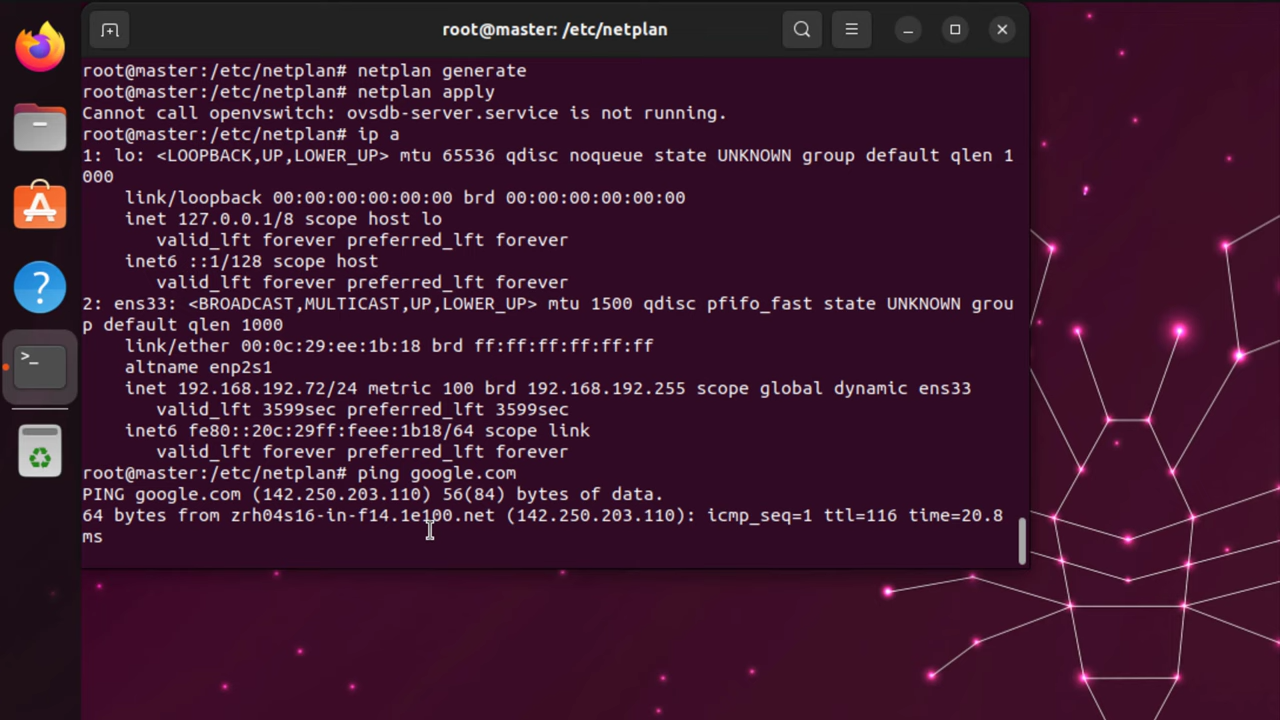 root@master: /etc/netplan
root@master:/etc/netplan# netplan generate
root@master:/etc/netplan# netplan apply
Cannot call openvswitch: ovsdb-server.service is not running.
root@master:/etc/netplan# ip a
1: lo: <LOOPBACK,UP,LOWER_UP> mtu 65536 qdisc noqueue state UNKNOWN group default qlen 1
000
    link/loopback 00:00:00:00:00:00 brd 00:00:00:00:00:00
    inet 127.0.0.1/8 scope host lo
       valid_lft forever preferred_lft forever
    inet6 ::1/128 scope host
       valid_lft forever preferred_lft forever
2: ens33: <BROADCAST,MULTICAST,UP,LOWER_UP> mtu 1500 qdisc pfifo_fast state UNKNOWN grou
p default qlen 1000
    link/ether 00:0c:29:ee:1b:18 brd ff:ff:ff:ff:ff:ff
    altname enp2s1
    inet 192.168.192.72/24 metric 100 brd 192.168.192.255 scope global dynamic ens33
       valid_lft 3599sec preferred_lft 3599sec
    inet6 fe80::20c:29ff:feee:1b18/64 scope link
       valid_lft forever preferred_lft forever
root@master:/etc/netplan# ping google.com
PING google.com (142.250.203.110) 56(84) bytes of data.
64 bytes from zrh04s16-in-f14.1e100.net (142.250.203.110): icmp_seq=1 ttl=116 time=20.8
ms